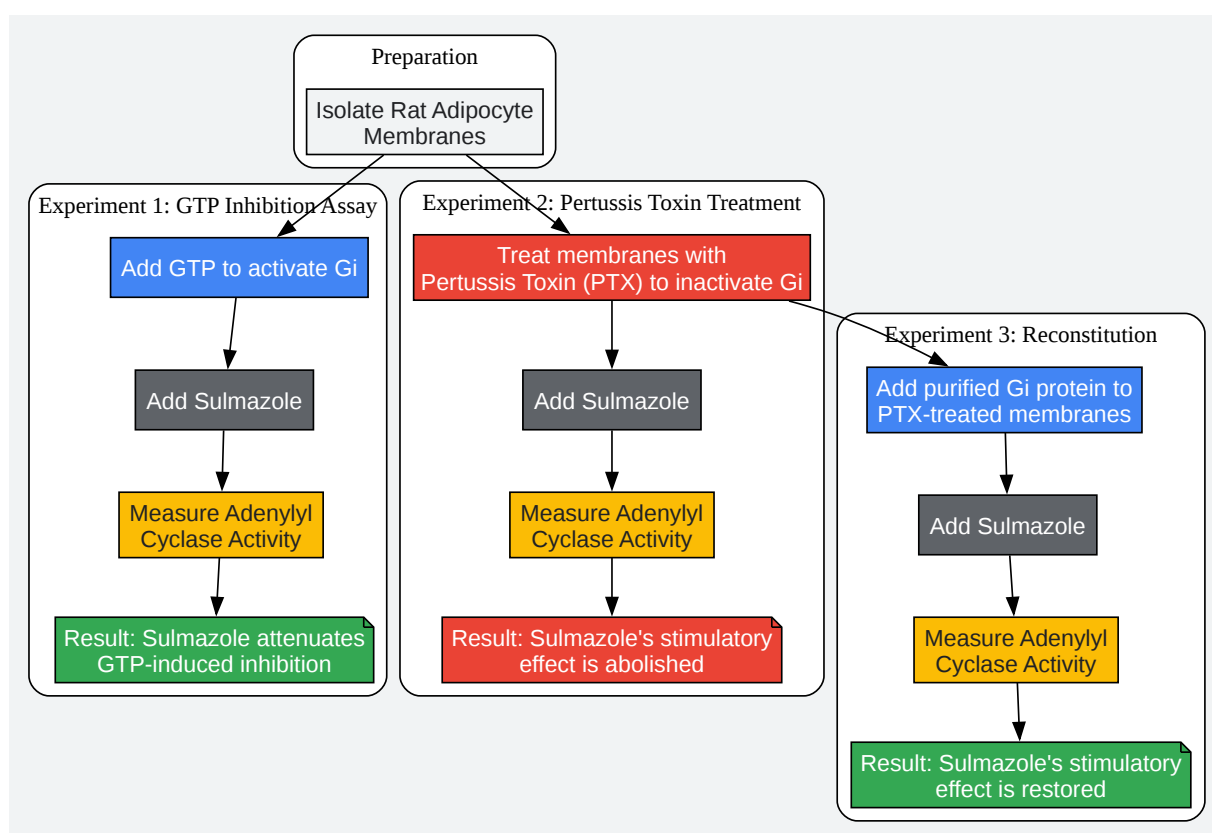 Preparation
Isolate Rat Adipocyte
Membranes
Experiment 1: GTP Inhibition Assay
Add GTP to activate Gi
Add Sulmazole
Measure Adenylyl
Cyclase Activity
Result: Sulmazole attenuates
GTP-induced inhibition
Experiment 2: Pertussis Toxin Treatment
Treat membranes with
Pertussis Toxin (PTX) to inactivate Gi
Add Sulmazole
Measure Adenylyl
Cyclase Activity
Result: Sulmazole's stimulatory
effect is abolished
Experiment 3: Reconstitution
Add purified Gi protein to
PTX-treated membranes
Add Sulmazole
Measure Adenylyl
Cyclase Activity
Result: Sulmazole's stimulatory
effect is restored